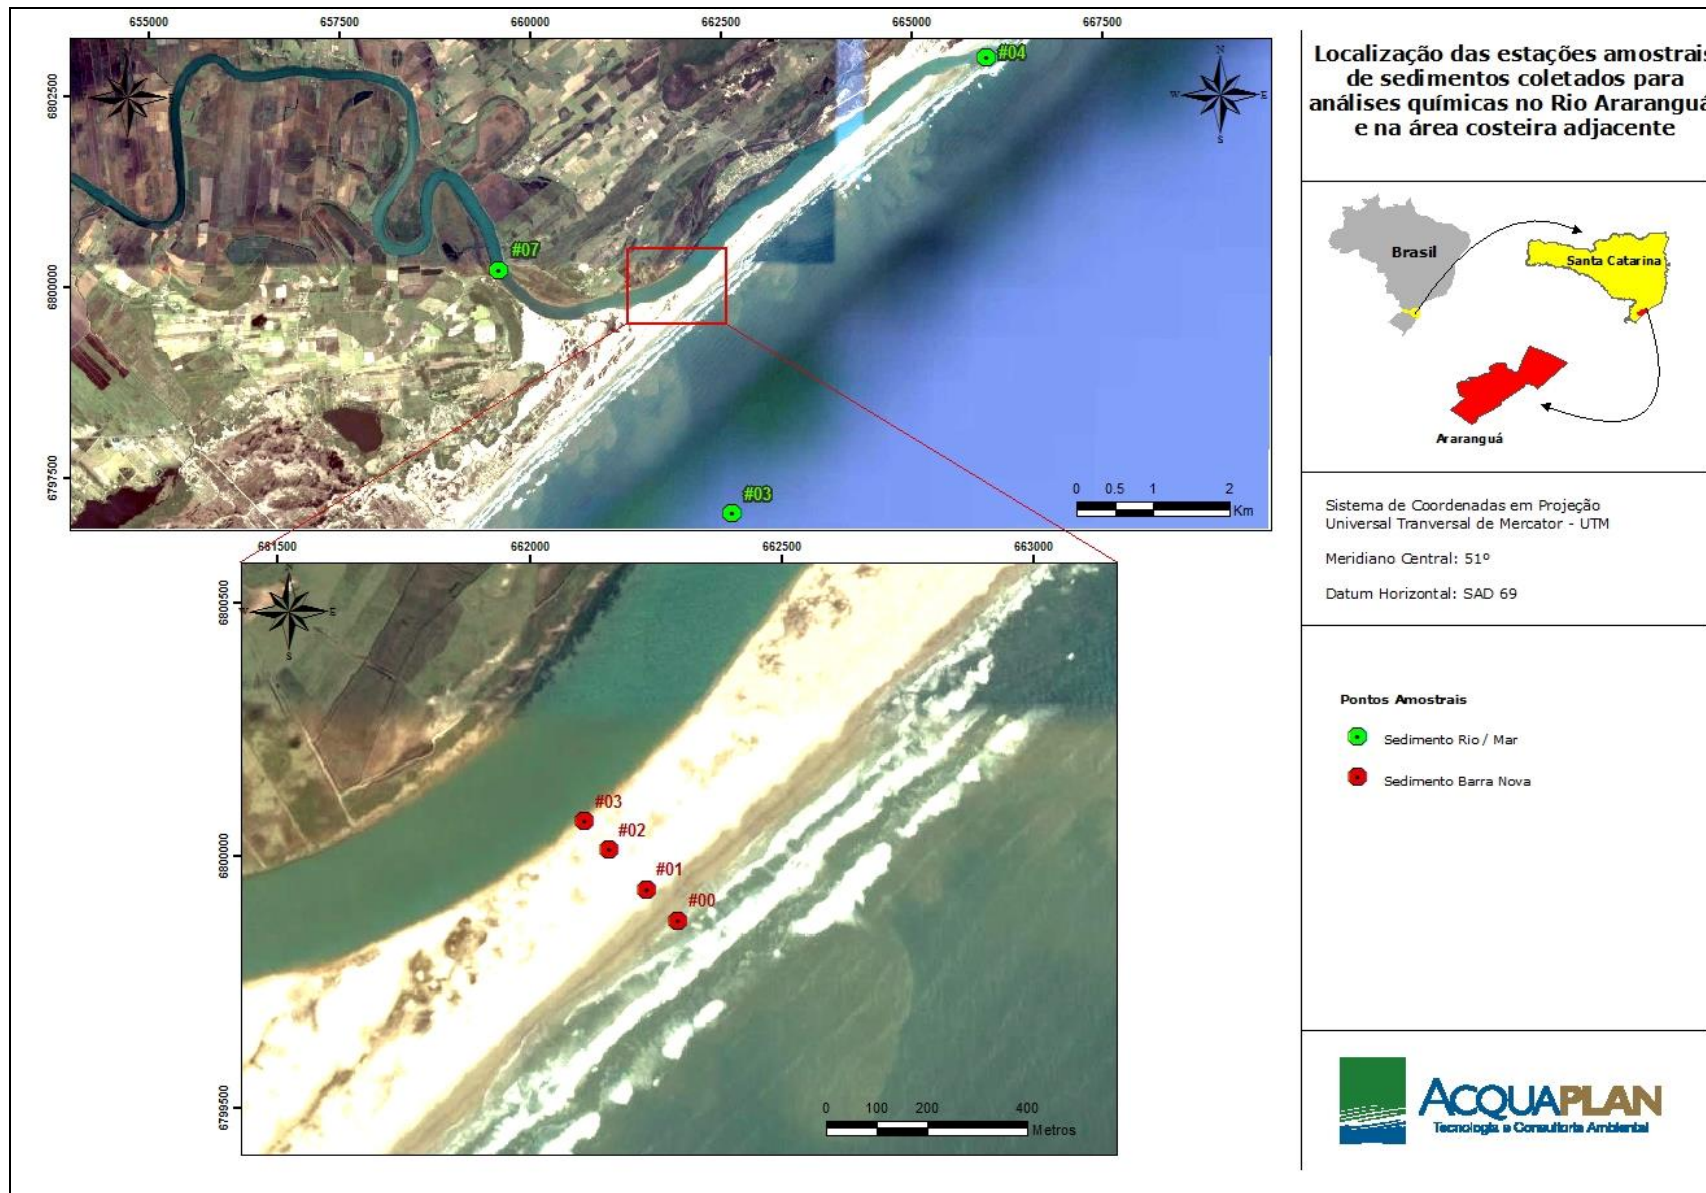 655000
657500
660000
662500
665000
667500
6802500
6800000
6797500
N
W
E
S
N
W
E
S
#04
#07
#03
0 0.5 1 2
Km
661500
662000
662500
663000
6800500
6800000
6799500
N
W
E
S
#03
#02
#01
#00
0 100 200 400
Metros
Localização das estações amostrais
de sedimentos coletados para
análises químicas no Rio Araranguá
e na área costeira adjacente
Brasil
Santa Catarina
Araranguá
Sistema de Coordenadas em Projeção
Universal Tranversal de Mercator - UTM
Meridiano Central: 51º
Datum Horizontal: SAD 69
Pontos Amostrais
Sedimento Rio / Mar
Sedimento Barra Nova
ACQUAPLAN
Tecnologia e Consultoria Ambiental